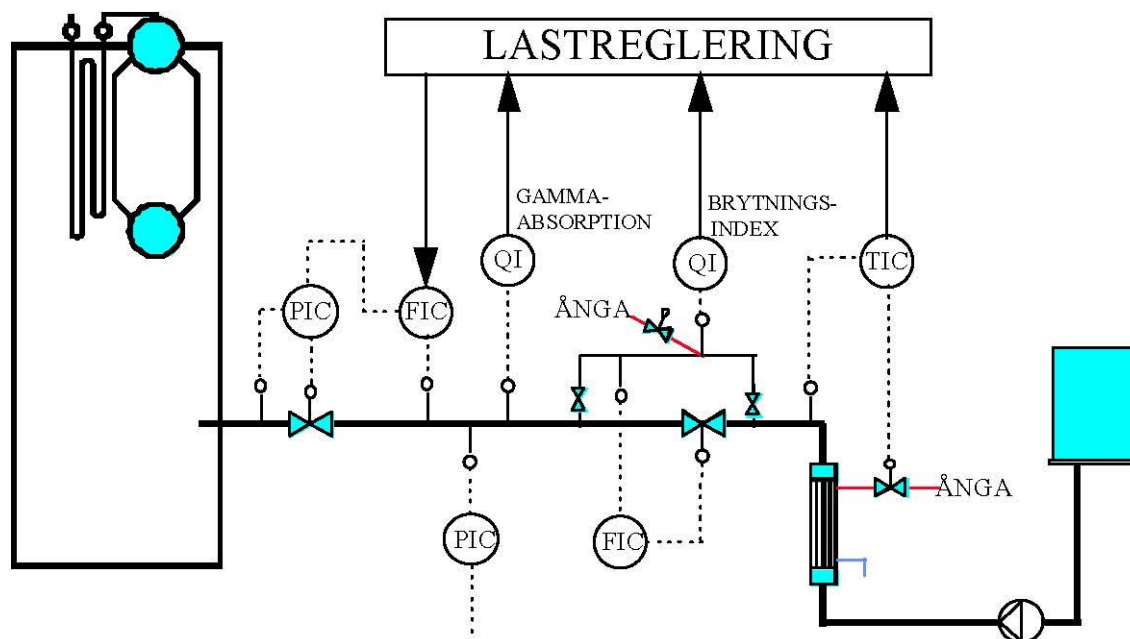 LASTREGLERING
GAMMA-
ABSORPTION
BRYTNINGS-
INDEX
QI
QI
TIC
PIC
FIC
ÅNGA
ÅNGA
PIC
FIC